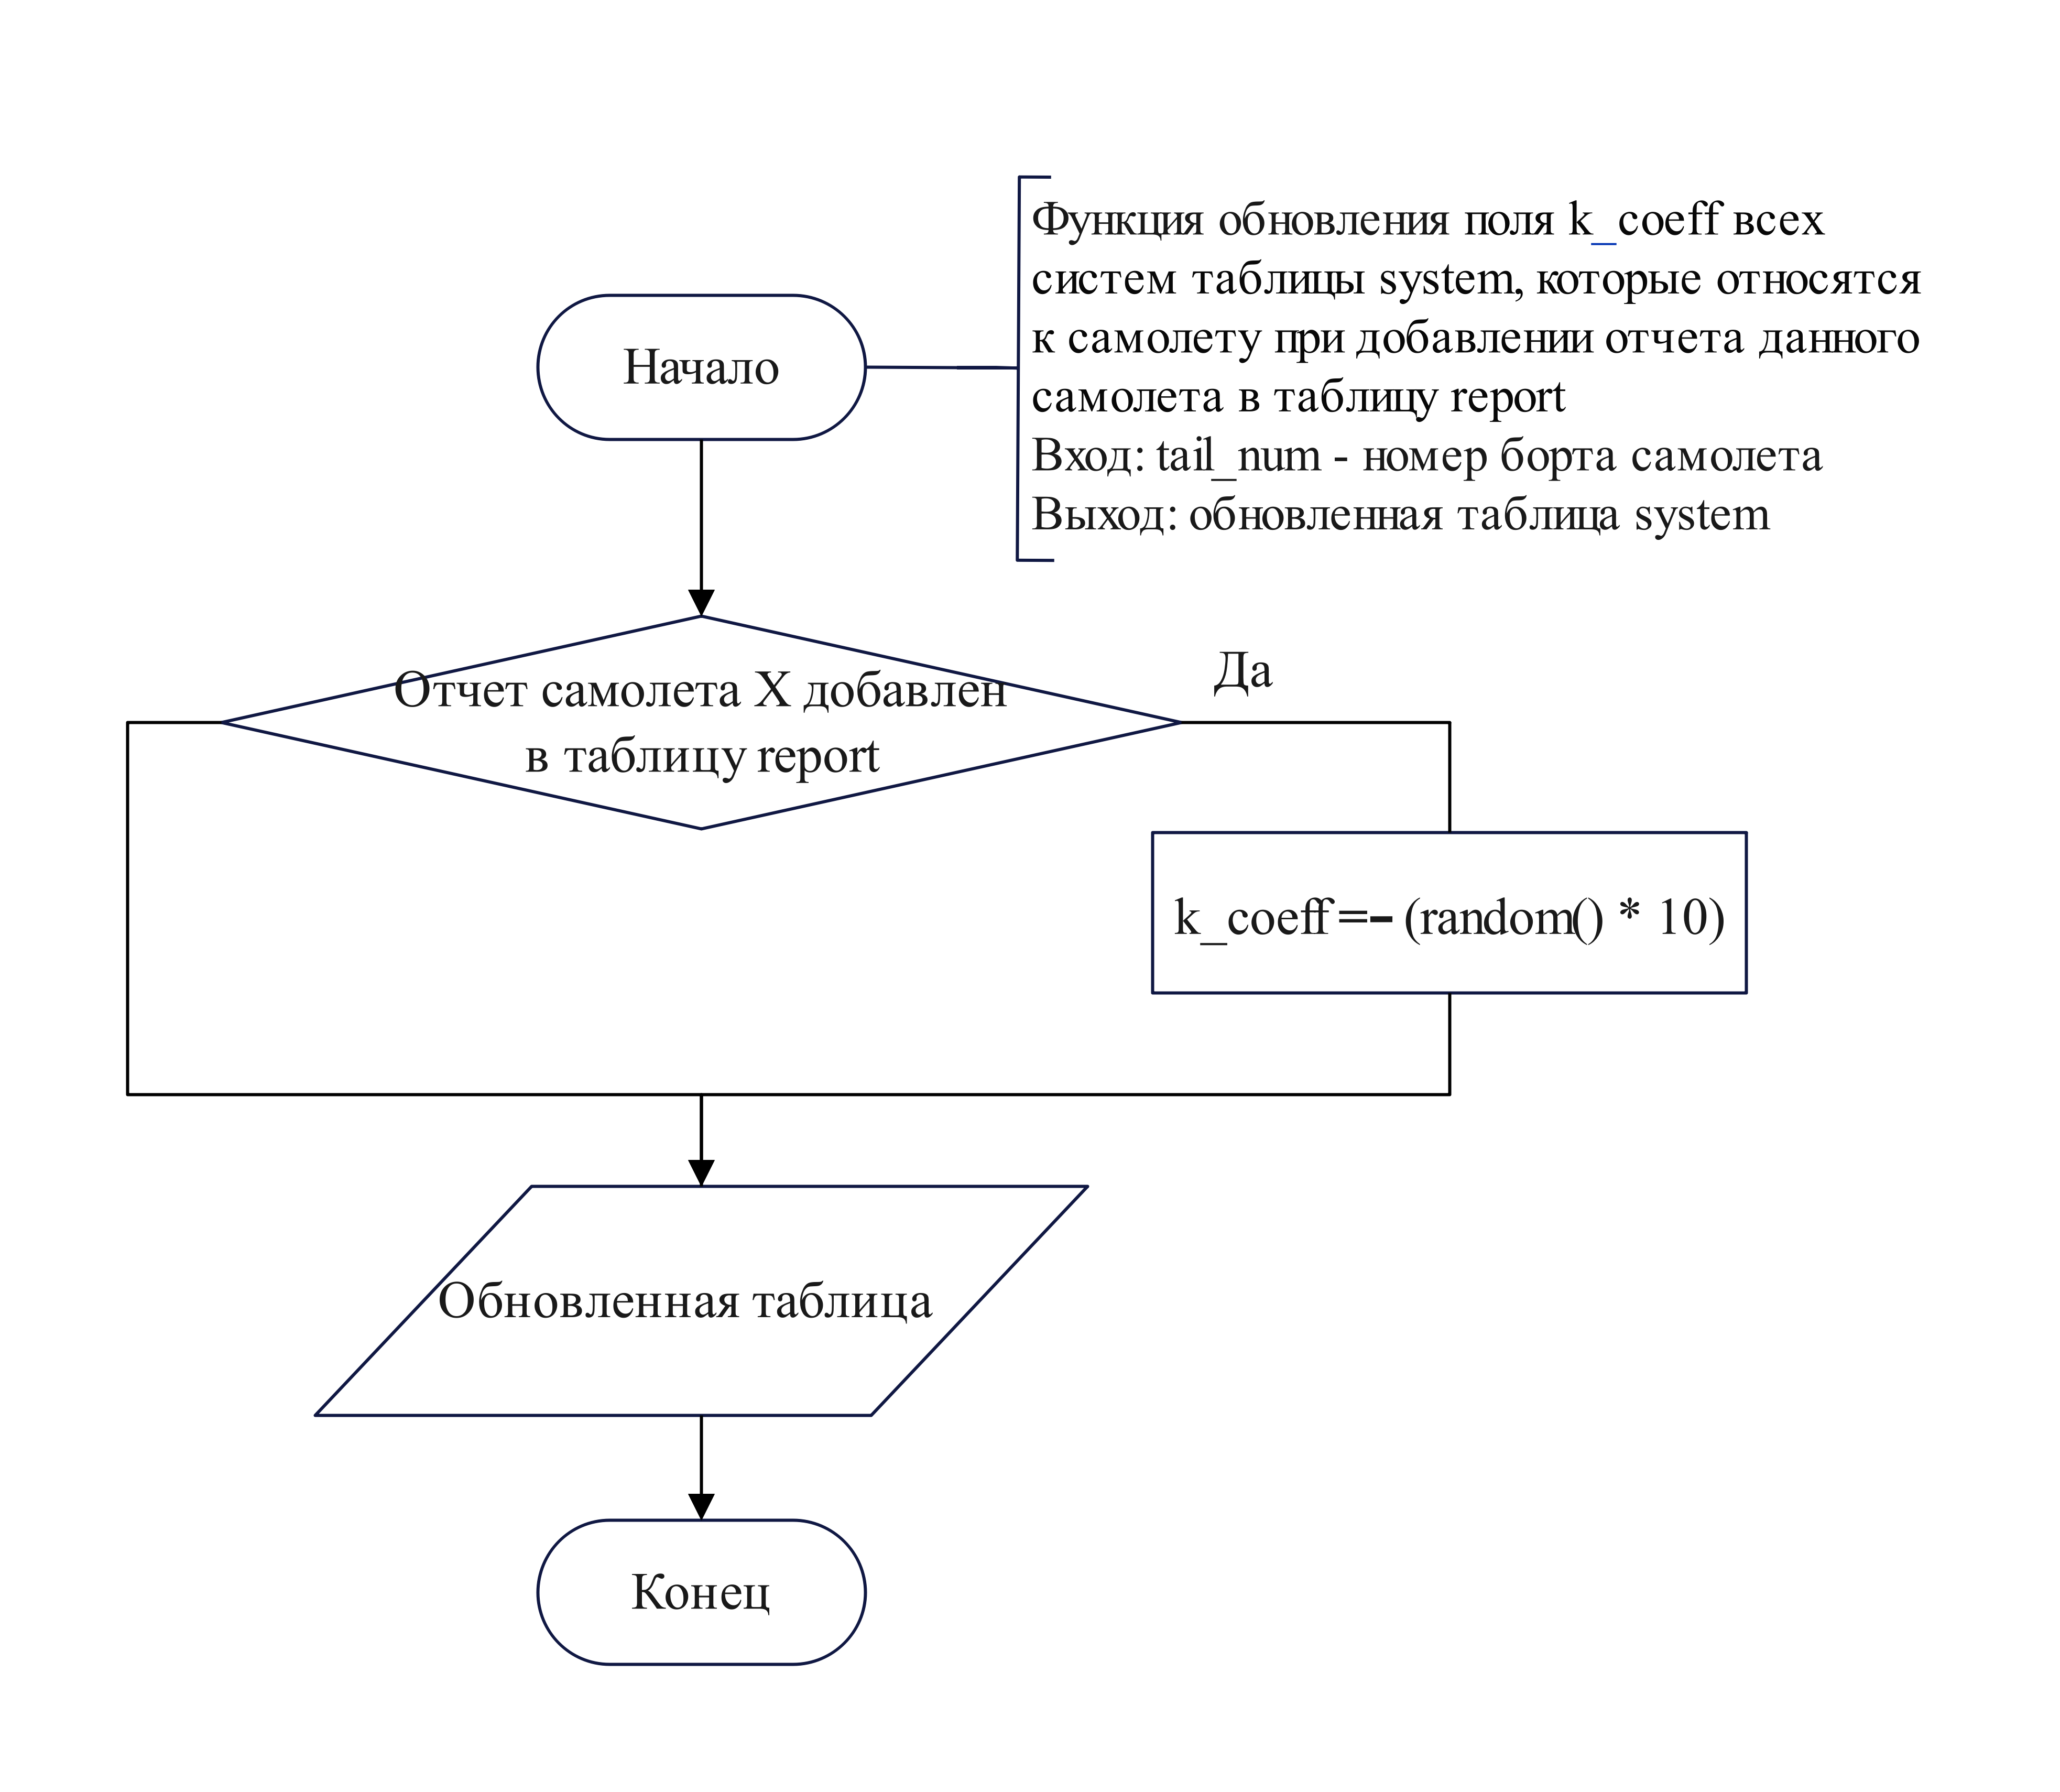 Функция обновления поля k_coeff всех
систем таблицы system, которые относятся
к самолету при добавлении отчета данного
самолета в таблицу report
Вход: tail_num - номер борта самолета
Выход: обновленная таблица system
Начало
Отчет самолета X добавлен
в таблицу report
Да
k_coeff =- (random() * 10)
Обновленная таблица
Конец